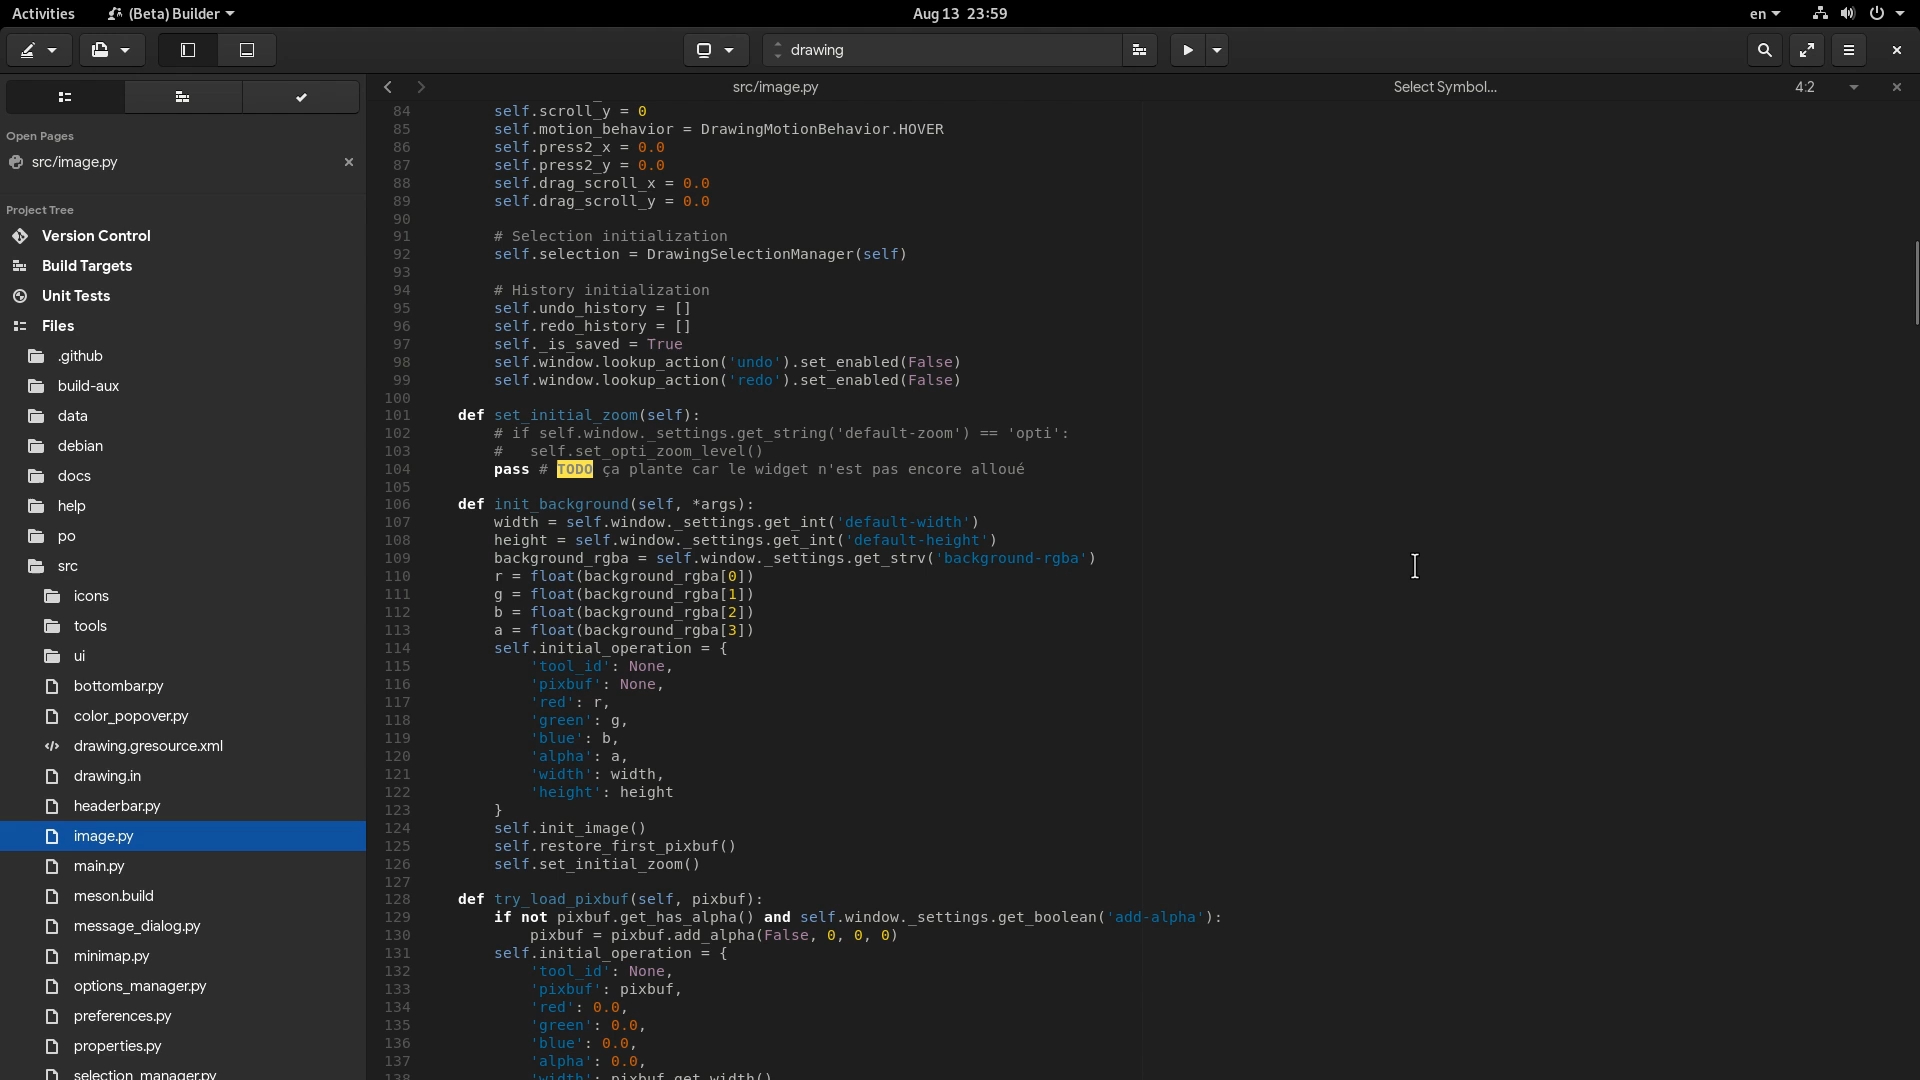 Activities (Beta) Builder Aug 13 23:59 en
drawing
src/image.py Select Symbol... 4:2
Open Pages
src/image.py
Project Tree
Version Control
Build Targets
Unit Tests
Files
.github
build-aux
data
debian
docs
help
po
src
icons
tools
ui
bottombar.py
color_popover.py
drawing.gresource.xml
drawing.in
headerbar.py
image.py
main.py
meson.build
message_dialog.py
minimap.py
options_manager.py
preferences.py
properties.py
selection_manager.py
84 self.scroll_y = 0
85 self.motion_behavior = DrawingMotionBehavior.HOVER
86 self.press2_x = 0.0
87 self.press2_y = 0.0
88 self.drag_scroll_x = 0.0
89 self.drag_scroll_y = 0.0
90
91 # Selection initialization
92 self.selection = DrawingSelectionManager(self)
93
94 # History initialization
95 self.undo_history = []
96 self.redo_history = []
97 self._is_saved = True
98 self.window.lookup_action('undo').set_enabled(False)
99 self.window.lookup_action('redo').set_enabled(False)
100
101 def set_initial_zoom(self):
102 # if self.window._settings.get_string('default-zoom') == 'opti':
103 # self.set_opti_zoom_level()
104 pass # TODO ça plante car le widget n'est pas encore alloué
105
106 def init_background(self, *args):
107 width = self.window._settings.get_int('default-width')
108 height = self.window._settings.get_int('default-height')
109 background_rgba = self.window._settings.get_strv('background-rgba')
110 r = float(background_rgba[0])
111 g = float(background_rgba[1])
112 b = float(background_rgba[2])
113 a = float(background_rgba[3])
114 self.initial_operation = {
115 'tool_id': None,
116 'pixbuf': None,
117 'red': r,
118 'green': g,
119 'blue': b,
120 'alpha': a,
121 'width': width,
122 'height': height
123 }
124 self.init_image()
125 self.restore_first_pixbuf()
126 self.set_initial_zoom()
127
128 def try_load_pixbuf(self, pixbuf):
129 if not pixbuf.get_has_alpha() and self.window._settings.get_boolean('add-alpha'):
130 pixbuf = pixbuf.add_alpha(False, 0, 0, 0)
131 self.initial_operation = {
132 'tool_id': None,
133 'pixbuf': pixbuf,
134 'red': 0.0,
135 'green': 0.0,
136 'blue': 0.0,
137 'alpha': 0.0,
138 'width': pixbuf.get_width()